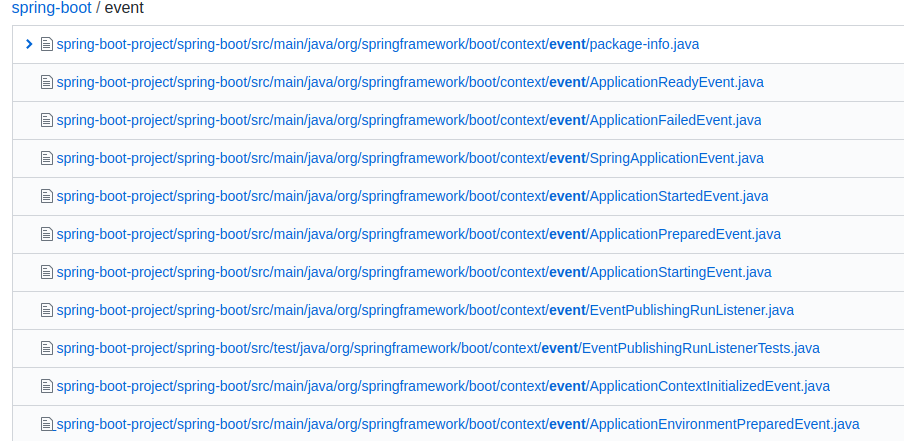 spring-boot / event
spring-boot-project/spring-boot/src/main/java/org/springframework/boot/context/event/package-info.java
spring-boot-project/spring-boot/src/main/java/org/springframework/boot/context/event/ApplicationReadyEvent.java
spring-boot-project/spring-boot/src/main/java/org/springframework/boot/context/event/ApplicationFailedEvent.java
spring-boot-project/spring-boot/src/main/java/org/springframework/boot/context/event/SpringApplicationEvent.java
spring-boot-project/spring-boot/src/main/java/org/springframework/boot/context/event/ApplicationStartedEvent.java
spring-boot-project/spring-boot/src/main/java/org/springframework/boot/context/event/ApplicationPreparedEvent.java
spring-boot-project/spring-boot/src/main/java/org/springframework/boot/context/event/ApplicationStartingEvent.java
spring-boot-project/spring-boot/src/main/java/org/springframework/boot/context/event/EventPublishingRunListener.java
spring-boot-project/spring-boot/src/test/java/org/springframework/boot/context/event/EventPublishingRunListenerTests.java
spring-boot-project/spring-boot/src/main/java/org/springframework/boot/context/event/ApplicationContextInitializedEvent.java
spring-boot-project/spring-boot/src/main/java/org/springframework/boot/context/event/ApplicationEnvironmentPreparedEvent.java